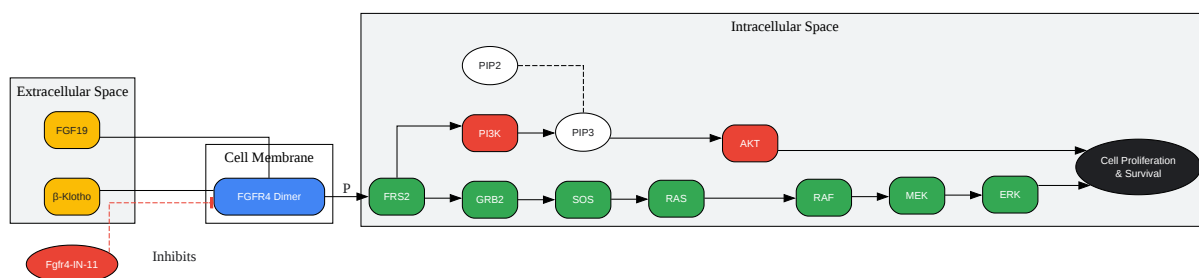 Intracellular Space
PIP2
Extracellular Space
FGF19
PI3K
PIP3
AKT
Cell Membrane
Cell Proliferation
& Survival
β-Klotho
FGFR4 Dimer
P
FRS2
GRB2
SOS
RAS
RAF
MEK
ERK
Fgfr4-IN-11
Inhibits